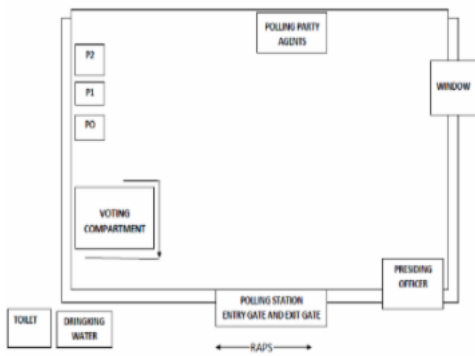 POLLING PARTY
AGENTS
P2
WINDOW
P1
PO
VOTING
COMPARTMENT
PRESIDING
OFFICER
POLLING STATION
ENTRY GATE AND EXIT GATE
TOILET
DRINGKING
WATER
RAPS